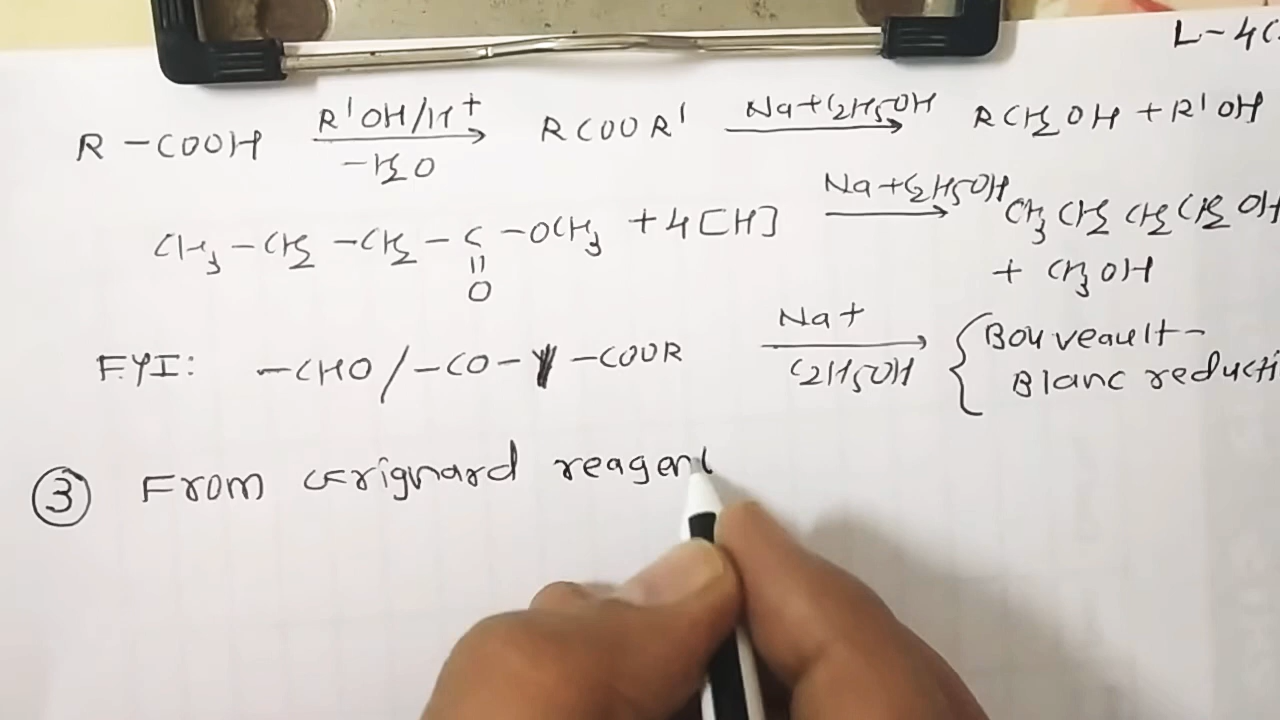 L-4
R-COOH R'OH/H+ -H2O RCOOR' Na+C2H5OH RCH2OH+R'OH
CH3-CH2-CH2-C-OCH3+4[H] Na+C2H5OH CH3CH2CH2CH2OH
=
O
+ CH3OH
FYI: -CHO/-CO- -COOR Na+ C2H5OH { Bouveault-
Blanc reducti
③ From Grignard reagent